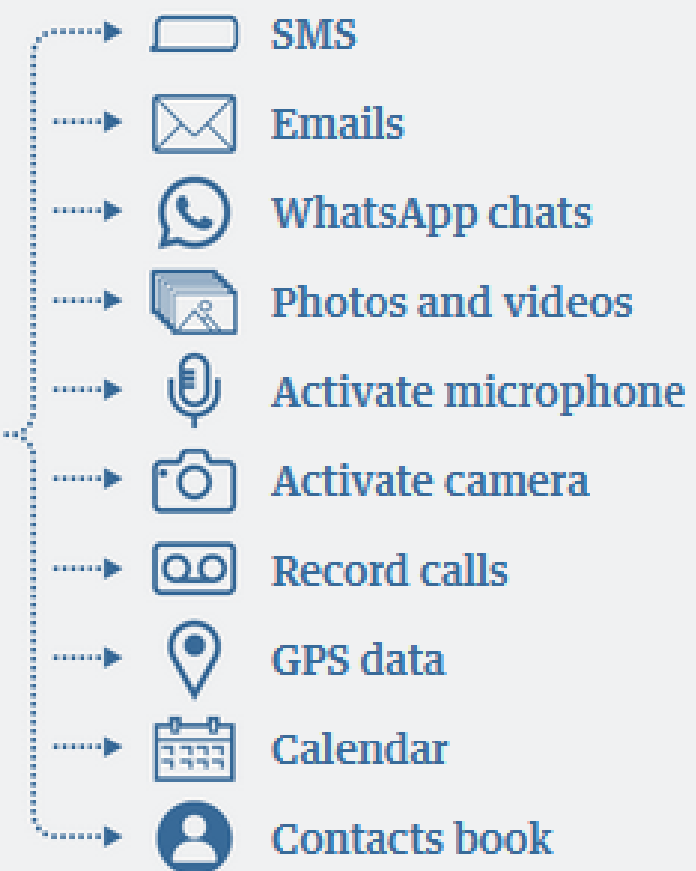 SMS
Emails
WhatsApp chats
Photos and videos
Activate microphone
Activate camera
Record calls
GPS data
Calendar
Contacts book